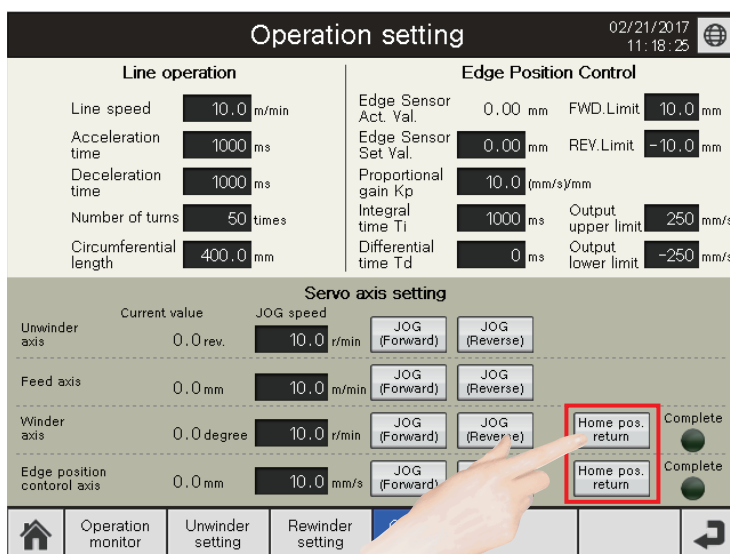 Operation setting
02/21/2017
11:18:25
Line operation
Line speed 10.0 m/min
Acceleration
time 1000 ms
Deceleration
time 1000 ms
Number of turns 50 times
Circumferential
length 400.0 mm
Edge Position Control
Edge Sensor
Act. Val. 0.00 mm FWD.Limit 10.0 mm
Edge Sensor
Set Val. 0.00 mm REV.Limit -10.0 mm
Proportional
gain Kp 10.0 (mm/s)/mm
Integral
time Ti 1000 ms Output
upper limit 250 mm/s
Differential
time Td 0 ms Output
lower limit -250 mm/s
Servo axis setting
Current value JOG speed
Unwinder
axis 0.0 rev. 10.0 r/min JOG
(Forward) JOG
(Reverse)
Feed axis 0.0 mm 10.0 m/min JOG
(Forward) JOG
(Reverse)
Winder
axis 0.0 degree 10.0 r/min JOG
(Forward) JOG
(Reverse) Home pos.
return Complete
Edge position
contorol axis 0.0 mm 10.0 mm/s JOG
(Forward) JOG
Home pos.
return Complete
Operation
monitor
Unwinder
setting
Rewinder
setting